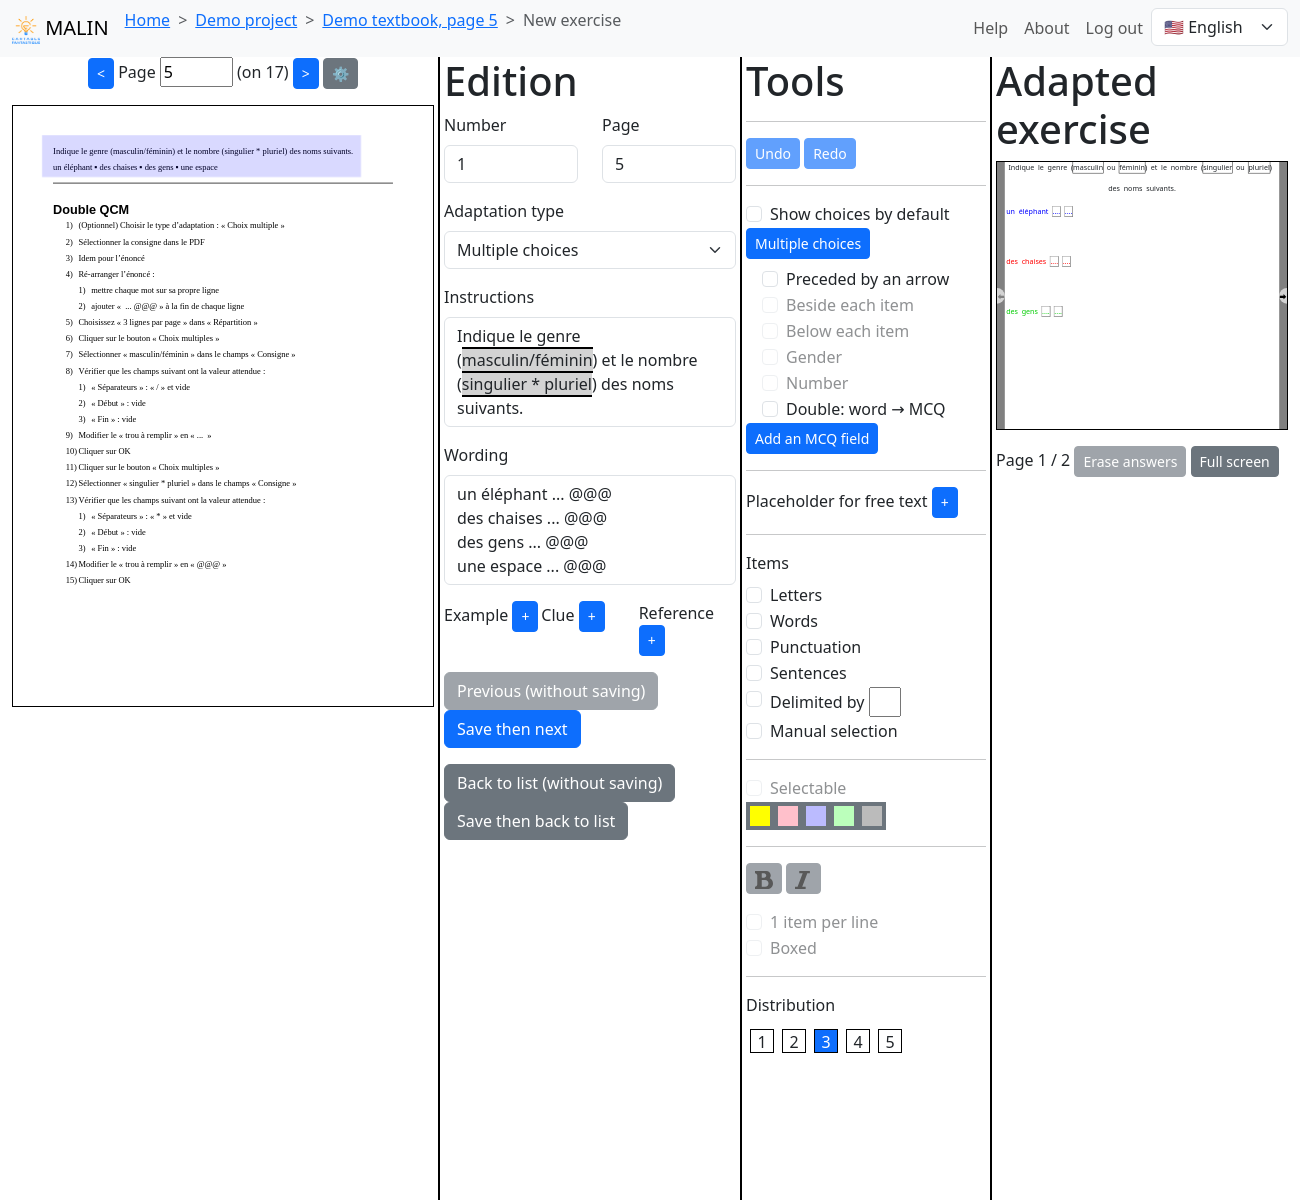 MALIN
Home > Demo project > Demo textbook, page 5 > New exercise
Help About Log out 🇺🇸 English
< Page 5 (on 17) > ⚙️
Indique le genre (masculin/féminin) et le nombre (singulier * pluriel) des noms suivants.
un éléphant • des chaises • des gens • une espace
Double QCM
1) (Optionnel) Choisir le type d’adaptation : « Choix multiple »
2) Sélectionner la consigne dans le PDF
3) Idem pour l’énoncé
4) Ré-arranger l’énoncé :
1) mettre chaque mot sur sa propre ligne
2) ajouter « ... @@@ » à la fin de chaque ligne
5) Choisissez « 3 lignes par page » dans « Répartition »
6) Cliquer sur le bouton « Choix multiples »
7) Sélectionner « masculin/féminin » dans le champs « Consigne »
8) Vérifier que les champs suivant ont la valeur attendue :
1) « Séparateurs » : « / » et vide
2) « Début » : vide
3) « Fin » : vide
9) Modifier le « trou à remplir » en « ... »
10) Cliquer sur OK
11) Cliquer sur le bouton « Choix multiples »
12) Sélectionner « singulier * pluriel » dans le champs « Consigne »
13) Vérifier que les champs suivant ont la valeur attendue :
1) « Séparateurs » : « * » et vide
2) « Début » : vide
3) « Fin » : vide
14) Modifier le « trou à remplir » en « @@@ »
15) Cliquer sur OK
Edition
Number Page
1 5
Adaptation type
Multiple choices
Instructions
Indique le genre
(masculin/féminin) et le nombre
(singulier * pluriel) des noms
suivants.
Wording
un éléphant ... @@@
des chaises ... @@@
des gens ... @@@
une espace ... @@@
Example + Clue + Reference
+
Previous (without saving)
Save then next
Back to list (without saving)
Save then back to list
Tools
Undo Redo
Show choices by default
Multiple choices
Preceded by an arrow
Beside each item
Below each item
Gender
Number
Double: word → MCQ
Add an MCQ field
Placeholder for free text +
Items
Letters
Words
Punctuation
Sentences
Delimited by
Manual selection
Selectable
B I
1 item per line
Boxed
Distribution
1 2 3 4 5
Adapted
exercise
Indique le genre (masculin ou féminin) et le nombre (singulier ou pluriel)
des noms suivants.
un éléphant ... ...
des chaises ... ...
des gens ... ...
Page 1 / 2 Erase answers Full screen